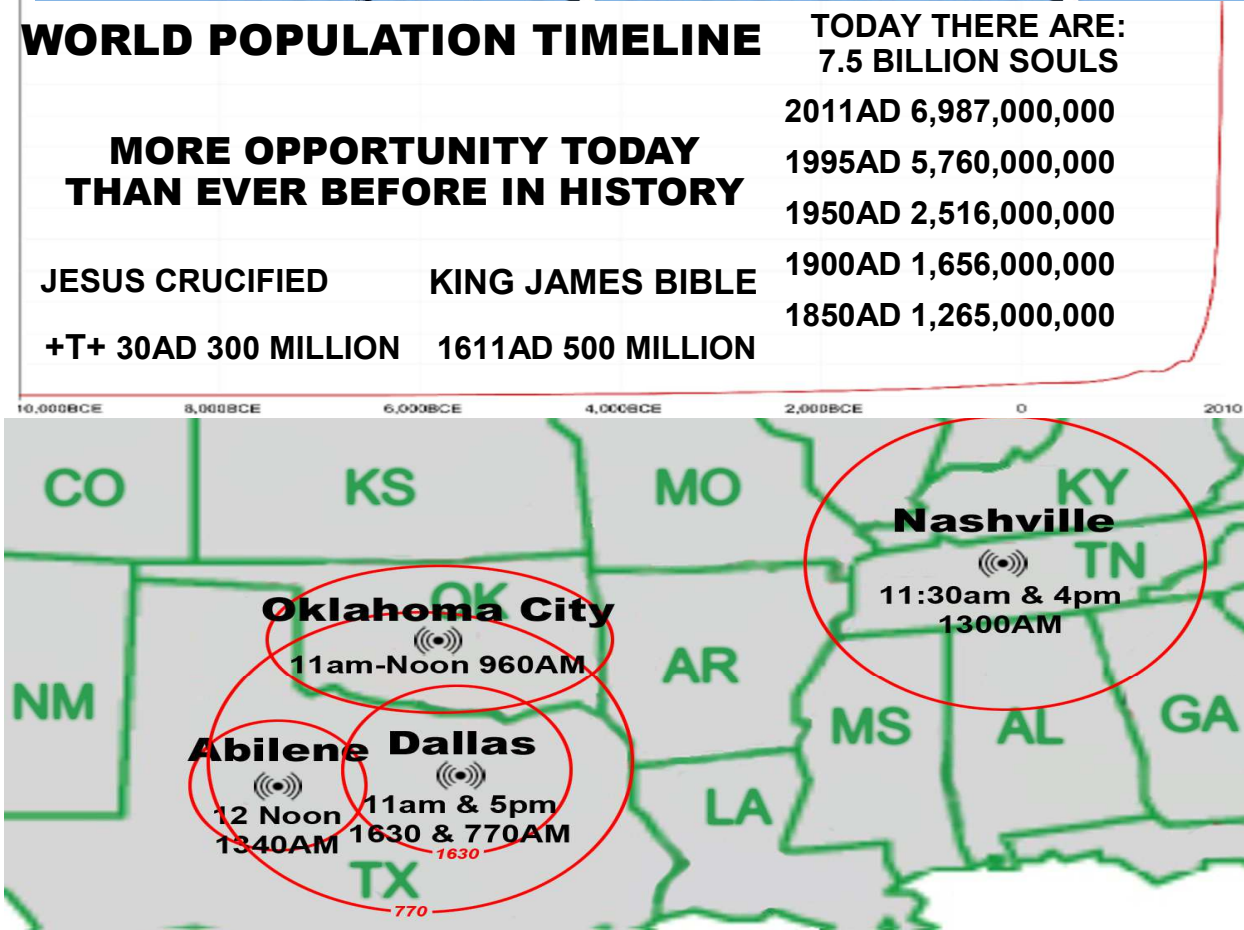 WORLD POPULATION TIMELINE
TODAY THERE ARE:
7.5 BILLION SOULS
MORE OPPORTUNITY TODAY
THAN EVER BEFORE IN HISTORY
2011AD 6,987,000,000
1995AD 5,760,000,000
1950AD 2,516,000,000
1900AD 1,656,000,000
1850AD 1,265,000,000
JESUS CRUCIFIED
+T+ 30AD 300 MILLION
KING JAMES BIBLE
1611AD 500 MILLION
10,000BCE 8,000BCE 6,000BCE 4,000BCE 2,000BCE 0 2010
CO KS MO KY
Nashville
TN
11:30am & 4pm
1300AM
OK
Oklahoma City
11am-Noon 960AM
AR
NM
MS AL GA
Abilene
12 Noon
1340AM
Dallas
11am & 5pm
1630 & 770AM
1630
LA
TX
770